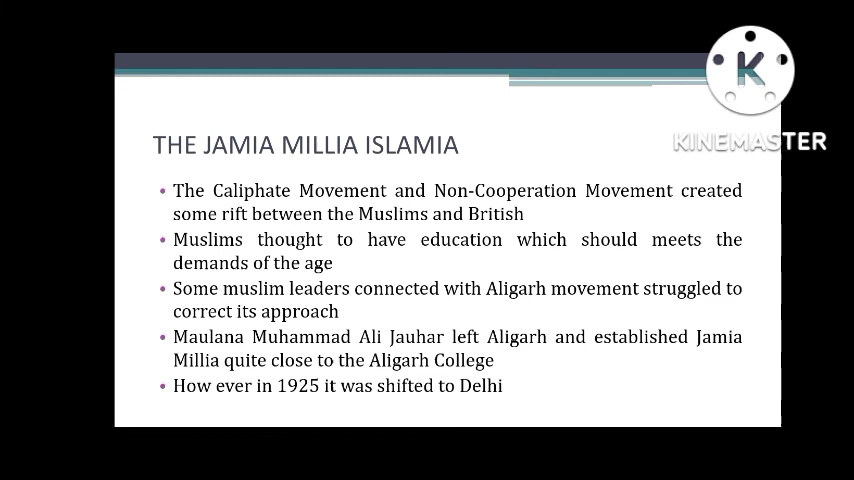 KINEMASTER
THE JAMIA MILLIA ISLAMIA
• The Caliphate Movement and Non-Cooperation Movement created
some rift between the Muslims and British
• Muslims thought to have education which should meets the
demands of the age
• Some muslim leaders connected with Aligarh movement struggled to
correct its approach
• Maulana Muhammad Ali Jauhar left Aligarh and established Jamia
Millia quite close to the Aligarh College
• How ever in 1925 it was shifted to Delhi